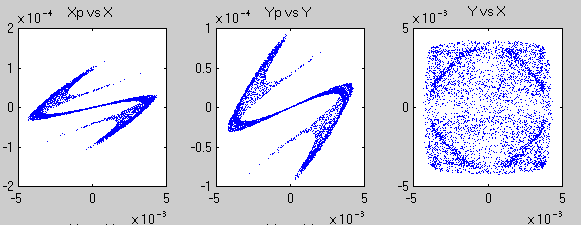 Xp vs X
Yp vs Y
Y vs X
x 10⁻⁴
x 10⁻⁴
x 10⁻³
2
1
0
-1
-2
1
0.5
0
-0.5
-1
5
0
-5
-5 0 5
-5 0 5
-5 0 5
x 10⁻³
x 10⁻³
x 10⁻³